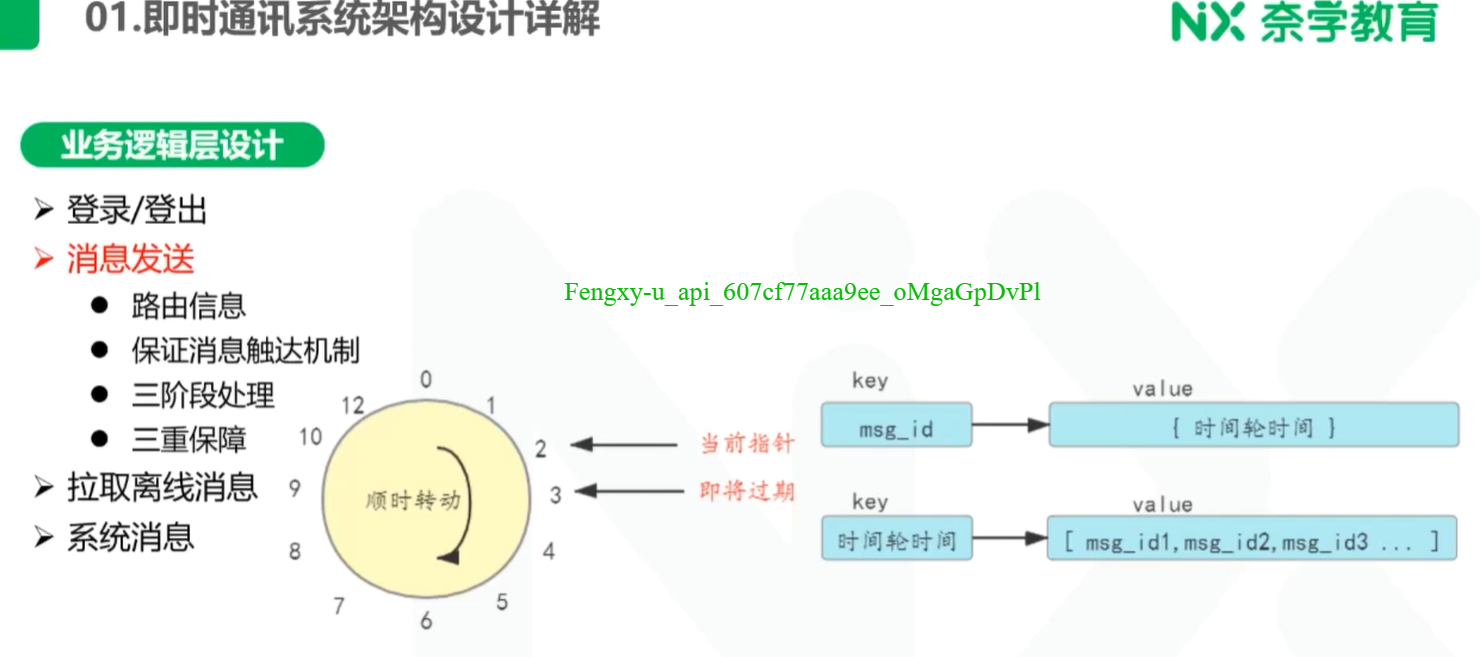 01.即时通讯系统架构设计详解
NiX 奈学教育
业务逻辑层设计
➢ 登录/登出
➢ 消息发送
● 路由信息
● 保证消息触达机制
● 三阶段处理
● 三重保障
➢ 拉取离线消息
➢ 系统消息
Fengxy-u_api_607cf77aaa9ee_oMgaGpDvPl
0
1
2
3
4
5
6
7
8
9
10
12
顺时转动
当前指针
即将过期
key
value
msg_id
{ 时间轮时间 }
key
value
时间轮时间
[ msg_id1,msg_id2,msg_id3 ... ]